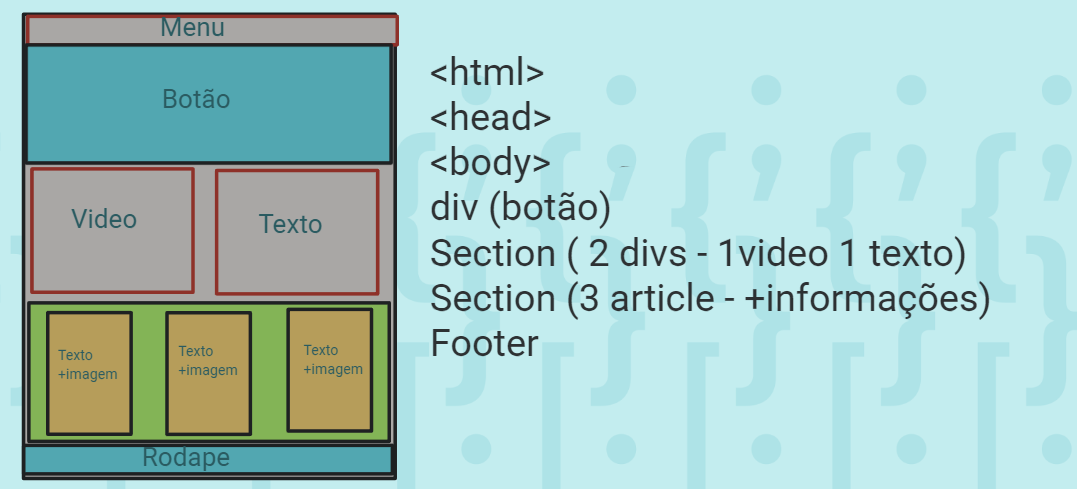 Menu
Botão
Video
Texto
Texto
+imagem
Texto
+imagem
Texto
+imagem
Rodape
<html>
<head>
<body>
div (botão)
Section ( 2 divs - 1video 1 texto)
Section (3 article - +informações)
Footer